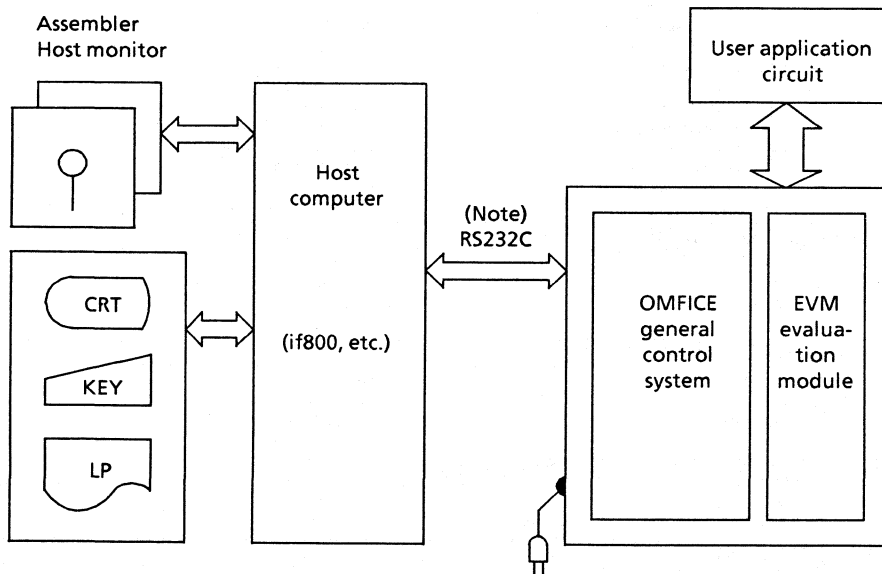 Assembler
Host monitor
User application
circuit
Host
computer
(Note)
RS232C
CRT
KEY
LP
(if800, etc.)
OMFICE
general
control
system
EVM
evalua-
tion
module